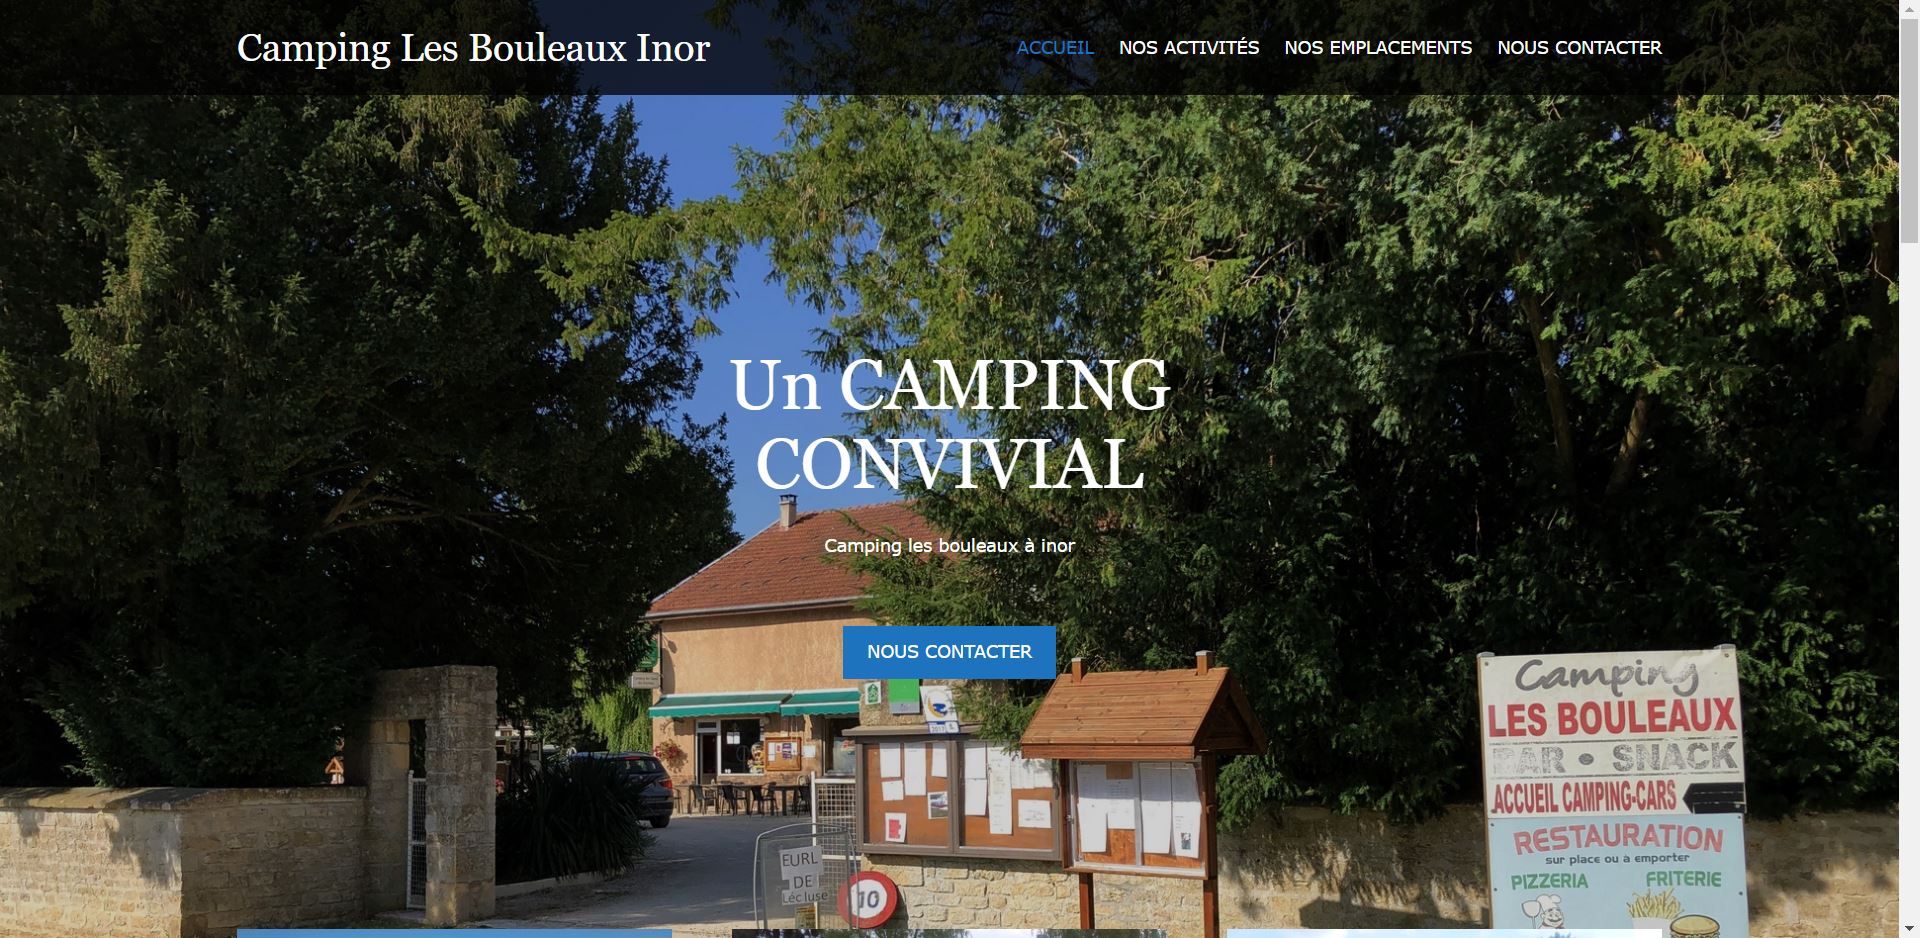 Camping Les Bouleaux Inor
ACCUEIL
NOS ACTIVITÉS
NOS EMPLACEMENTS
NOUS CONTACTER
Un CAMPING
CONVIVIAL
Camping les bouleaux à inor
NOUS CONTACTER
2017
EURL
DE
Lécluse
10
Camping
LES BOULEAUX
BAR • SNACK
ACCUEIL CAMPING-CARS
RESTAURATION
sur place ou à emporter
PIZZERIA
FRITERIE